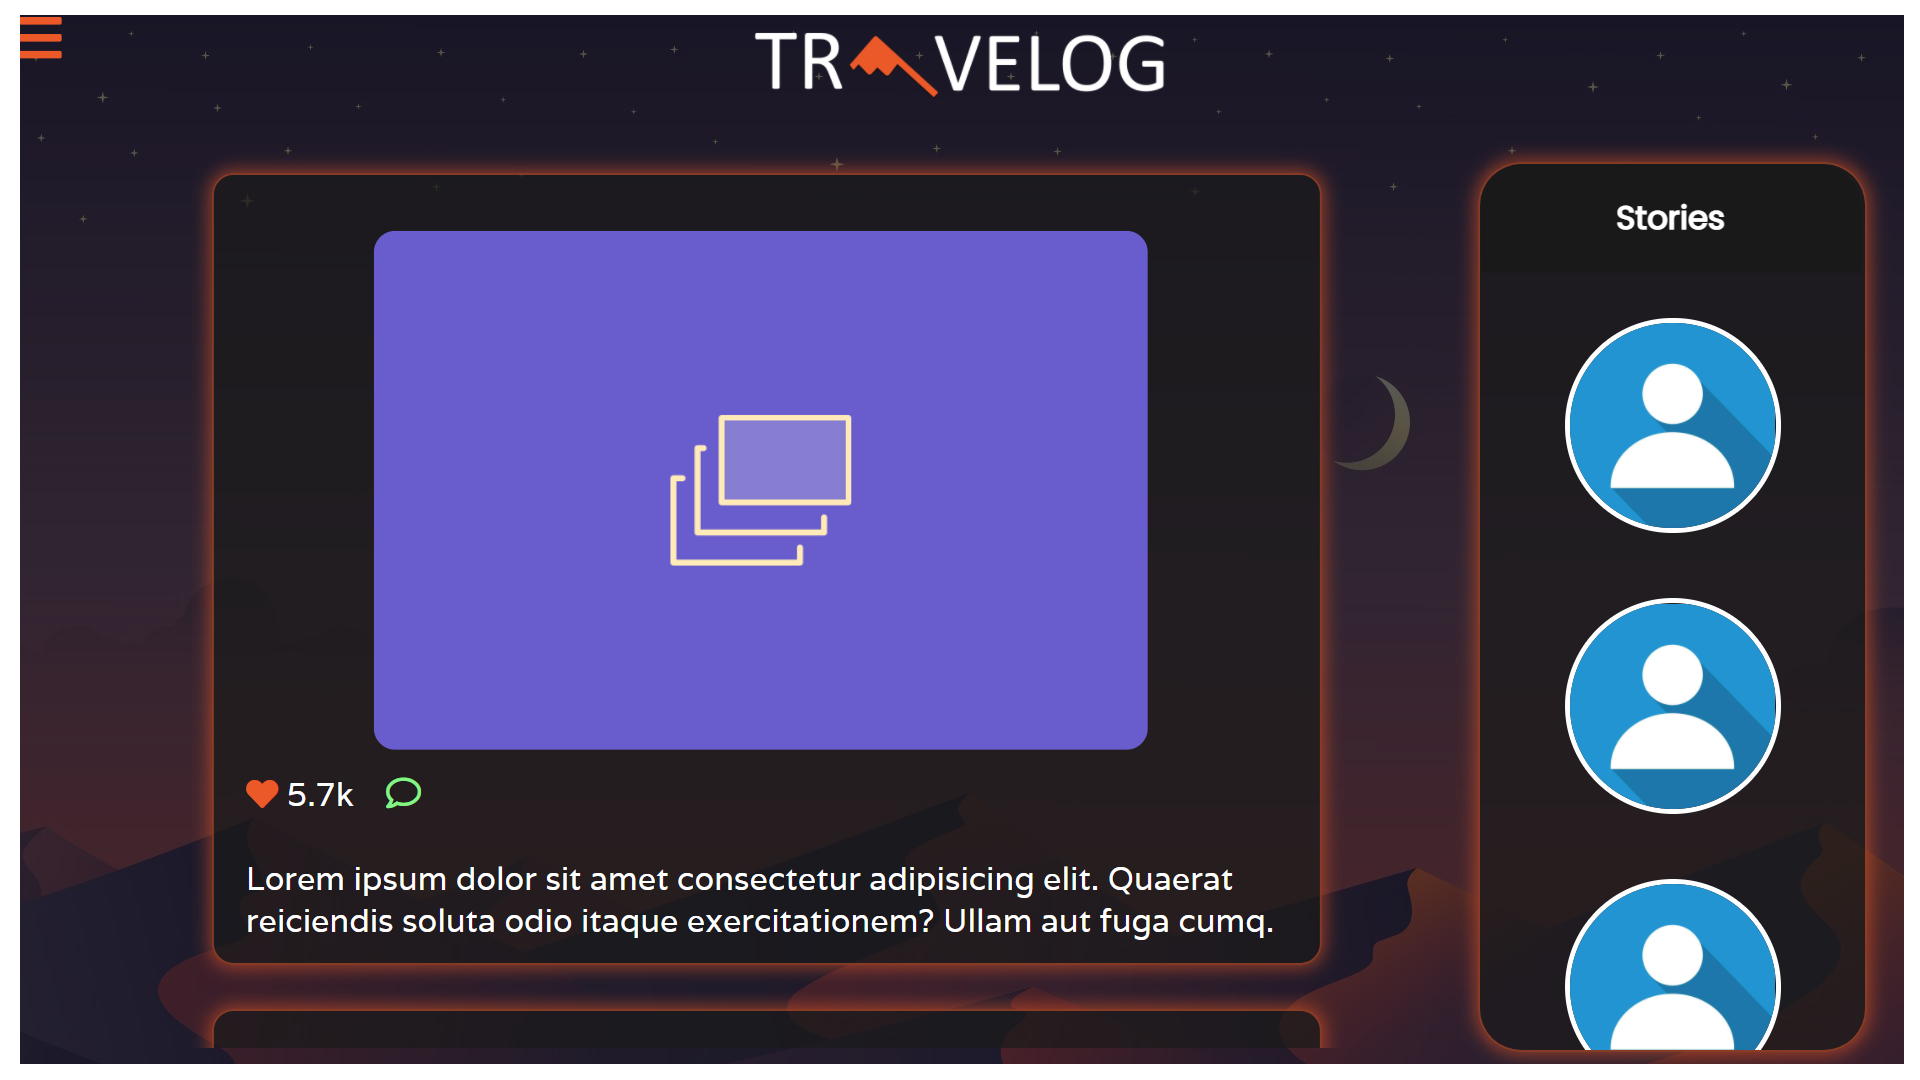 TRAVELOG
Stories
5.7k
Lorem ipsum dolor sit amet consectetur adipisicing elit. Quaerat
reiciendis soluta odio itaque exercitationem? Ullam aut fuga cumq.